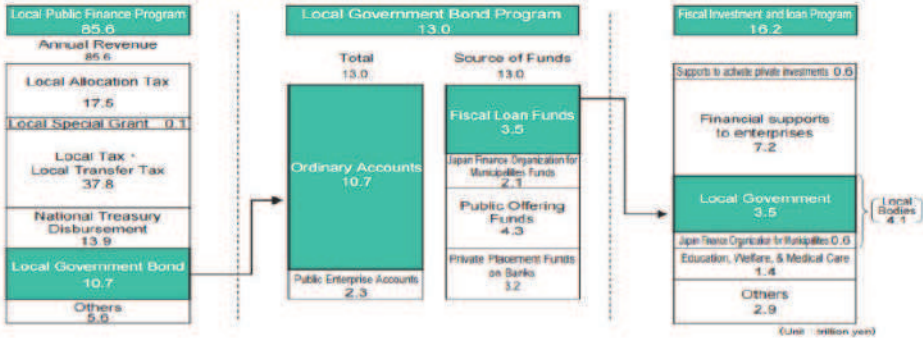 Local Public Finance Program
85.6
Annual Revenue
85.6
Local Allocation Tax
17.5
Local Special Grant 0.1
Local Tax・
Local Transfer Tax
37.8
National Treasury
Disbursement
13.9
Local Government Bond
10.7
Others
5.6
Local Government Bond Program
13.0
Total
13.0
Ordinary Accounts
10.7
Public Enterprise Accounts
2.3
Source of Funds
13.0
Fiscal Loan Funds
3.5
Japan Finance Organization for
Municipalities Funds
2.1
Public Offering
Funds
4.3
Private Placement Funds
on Banks
3.2
Fiscal Investment and loan Program
16.2
Supports to activate private investments 0.6
Financial supports
to enterprises
7.2
Local Government
3.5
Japan Finance Organization for Municipalities 0.6
Education, Welfare, & Medical Care
1.4
Others
2.9
Local
Bodies
4.1
(Unit : trillion yen)